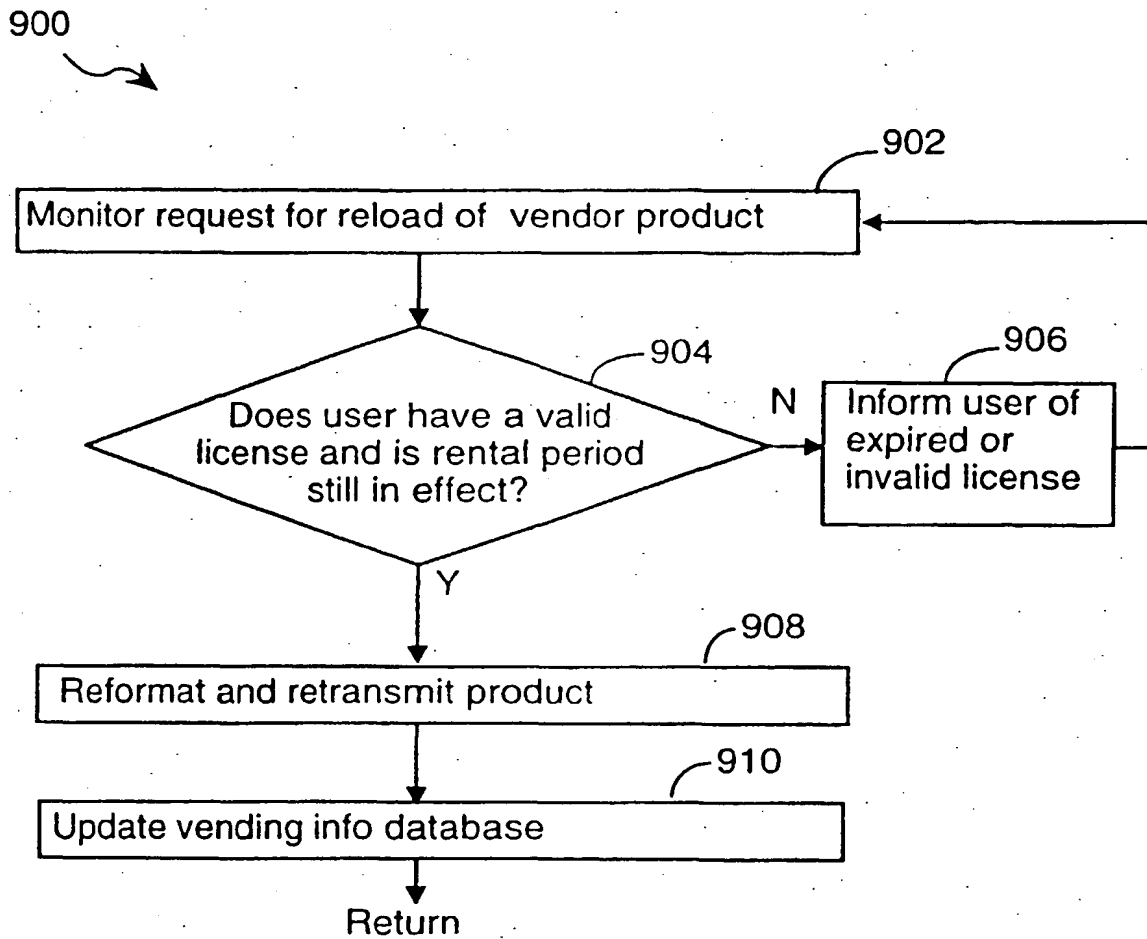 900
902
Monitor request for reload of vendor product
904
Does user have a valid
license and is rental period
still in effect?
N
906
Inform user of
expired or
invalid license
Y
908
Reformat and retransmit product
910
Update vending info database
Return